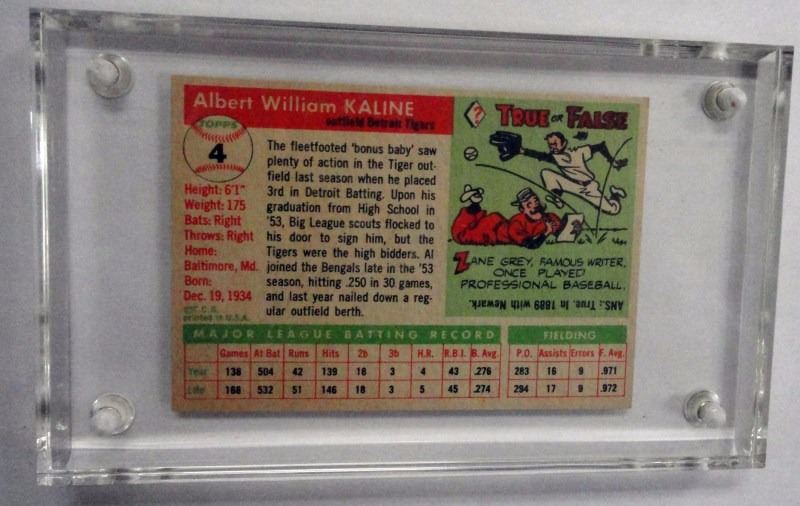 Albert William KALINE
outfield Detroit Tigers
TOPPS
4
Height: 6'1"
Weight: 175
Bats: Right
Throws: Right
Home:
Baltimore, Md.
Born:
Dec. 19, 1934
printed in U.S.A.
The fleetfooted 'bonus baby' saw
plenty of action in the Tiger out-
field last season when he placed
3rd in Detroit Batting. Upon his
graduation from High School in
'53, Big League scouts flocked to
his door to sign him, but the
Tigers were the high bidders. Al
joined the Bengals late in the '53
season, hitting .250 in 30 games,
and last year nailed down a reg-
ular outfield berth.
?
TRUE OR FALSE
ZANE GREY, FAMOUS WRITER,
ONCE PLAYED
PROFESSIONAL BASEBALL.
ANS.: True. In 1889 with Newark.
MAJOR LEAGUE BATTING RECORD FIELDING
Games At Bat Runs Hits 2b 3b H.R. R.B.I. B. Avg. P.O. Assists Errors F. Avg.
Year 138 504 42 139 18 3 4 43 .276 283 16 9 .971
Life 168 532 51 146 18 3 5 45 .274 294 17 9 .972